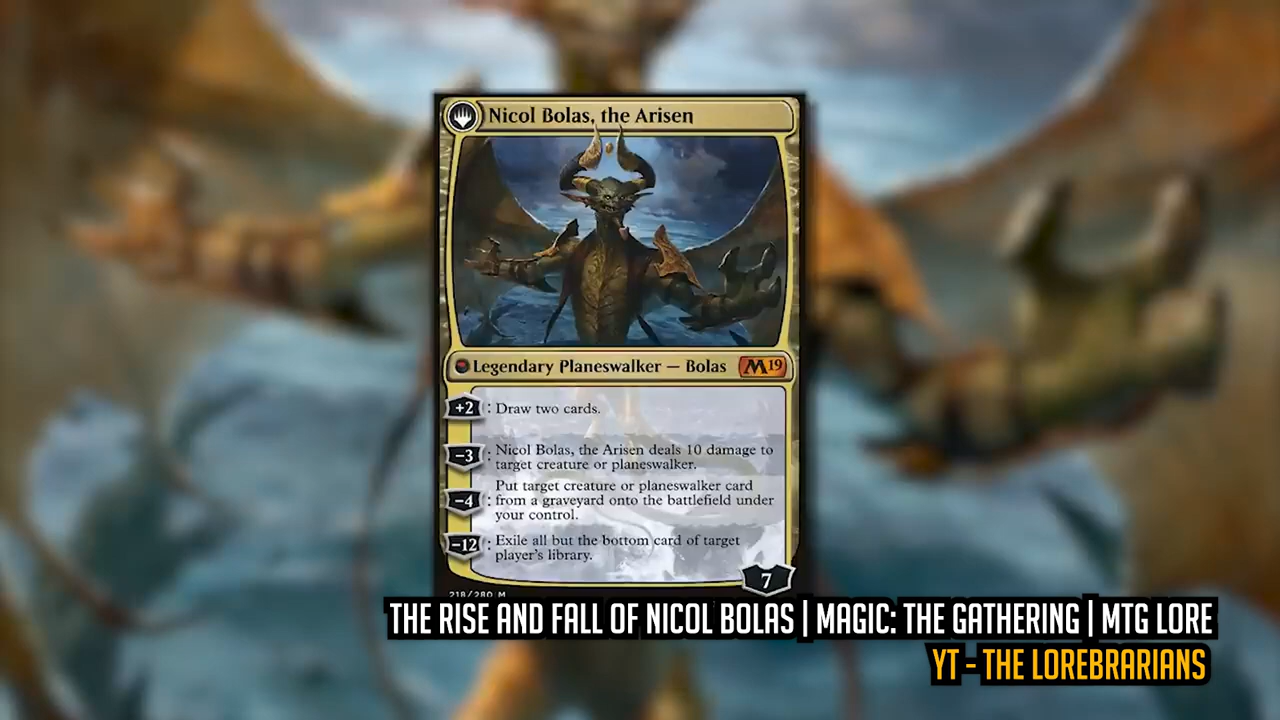 Nicol Bolas, the Arisen
Legendary Planeswalker — Bolas M19
+2 : Draw two cards.
−3 : Nicol Bolas, the Arisen deals 10 damage to
target creature or planeswalker.
Put target creature or planeswalker card
−4 : from a graveyard onto the battlefield under
your control.
−12 : Exile all but the bottom card of target
player's library.
7
218/280 M
THE RISE AND FALL OF NICOL BOLAS | MAGIC: THE GATHERING | MTG LORE
YT - THE LOREBRARIANS